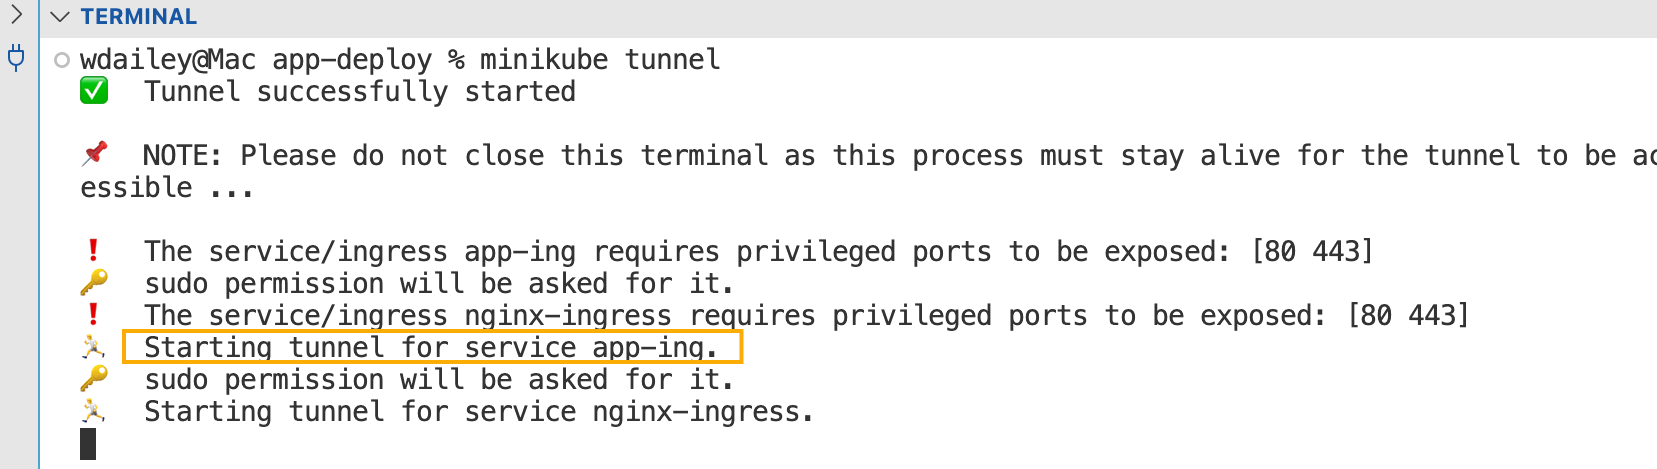 TERMINAL
wdailey@Mac app-deploy % minikube tunnel
✅ Tunnel successfully started
📌 NOTE: Please do not close this terminal as this process must stay alive for the tunnel to be acc
essible ...
❗ The service/ingress app-ing requires privileged ports to be exposed: [80 443]
🔑 sudo permission will be asked for it.
❗ The service/ingress nginx-ingress requires privileged ports to be exposed: [80 443]
🏃 Starting tunnel for service app-ing.
🔑 sudo permission will be asked for it.
🏃 Starting tunnel for service nginx-ingress.